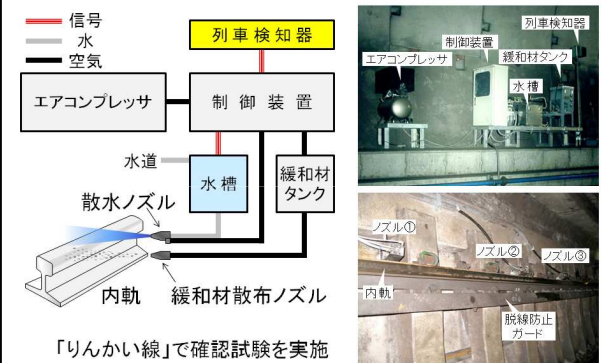 信号
水
空気
列車検知器
エアコンプレッサ
制御装置
水道
水槽
緩和材
タンク
散水ノズル
内軌
緩和材散布ノズル
「りんかい線」で確認試験を実施
列車検知器
制御装置
エアコンプレッサ
緩和材タンク
水槽
ノズル①
ノズル②
ノズル③
内軌
脱線防止
ガード